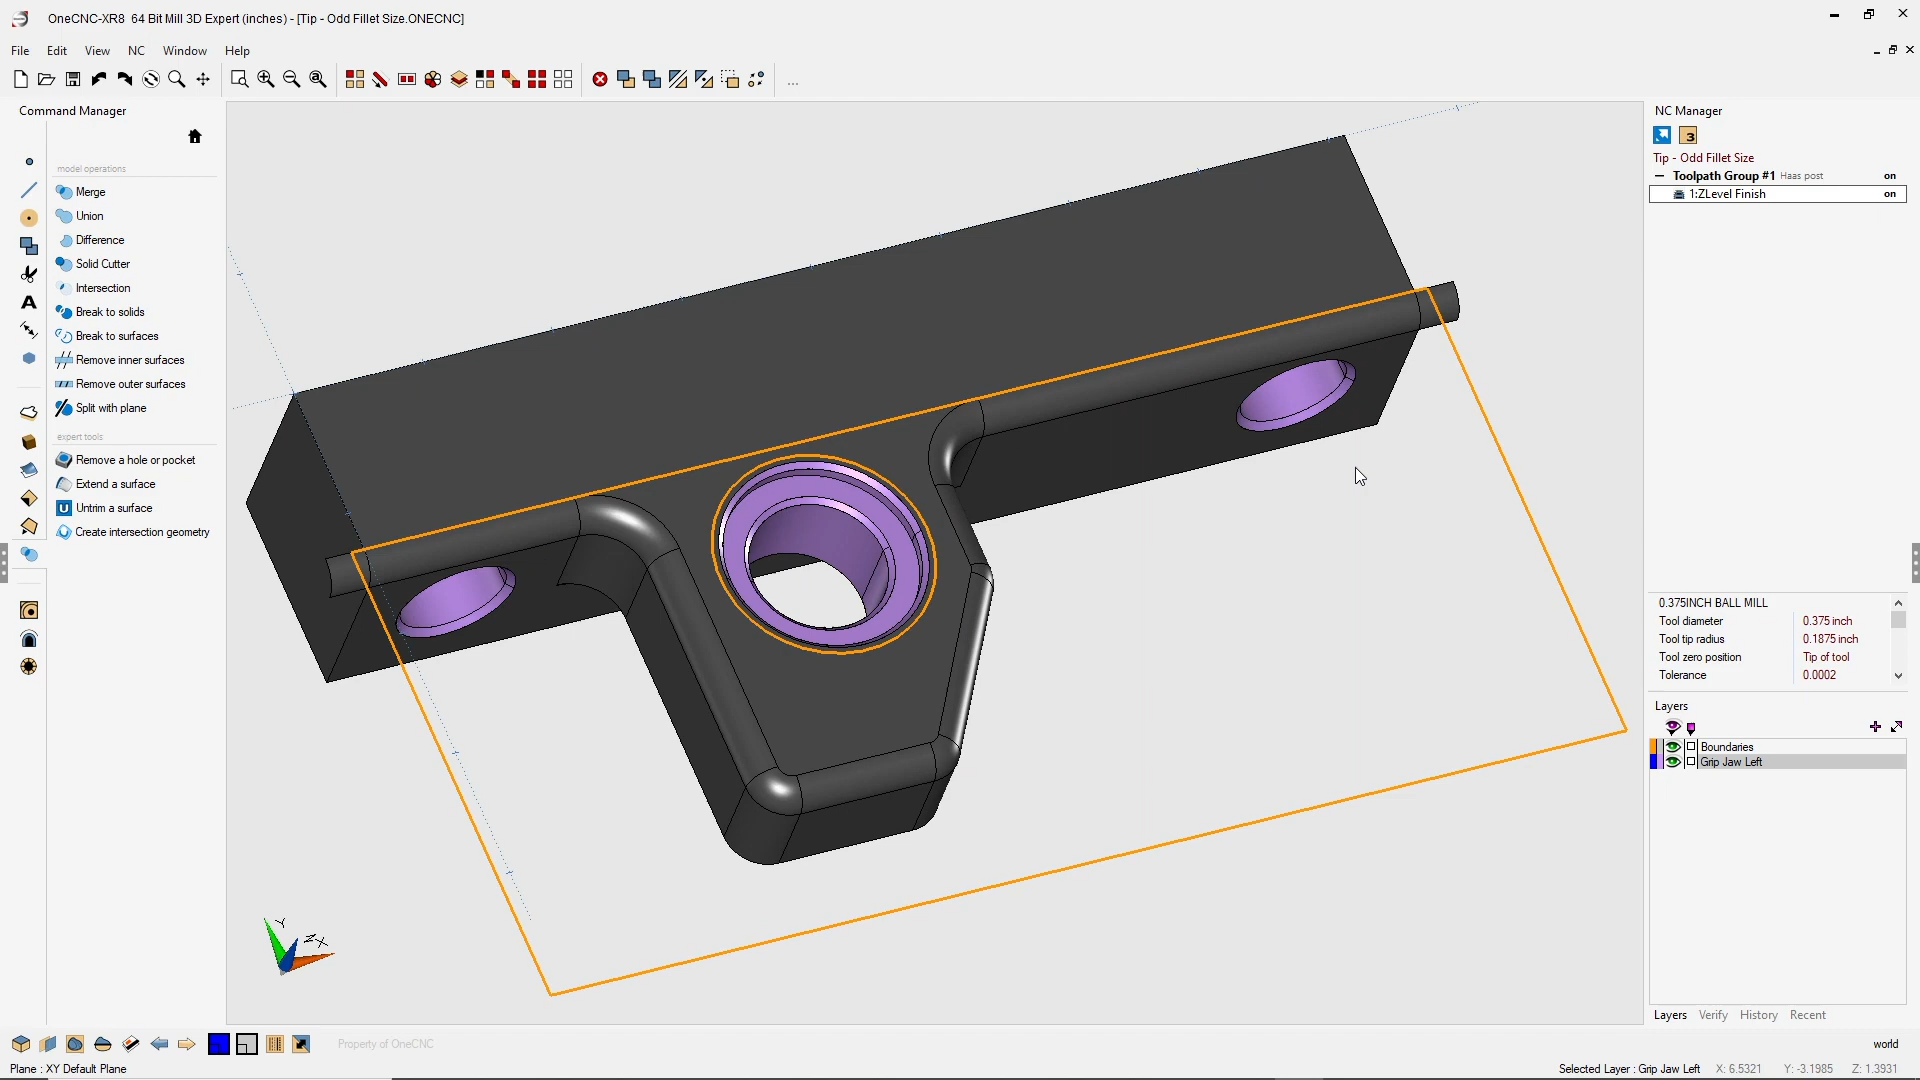 OneCNC-XR8 64 Bit Mill 3D Expert (inches) - [Tip - Odd Fillet Size.ONECNC]
File Edit View NC Window Help
...
Command Manager
model operations
Merge
Union
Difference
Solid Cutter
Intersection
Break to solids
Break to surfaces
Remove inner surfaces
Remove outer surfaces
Split with plane
expert tools
Remove a hole or pocket
Extend a surface
Untrim a surface
Create intersection geometry
A
U
Y
Z X
NC Manager
3
Tip - Odd Fillet Size
Toolpath Group #1 Haas post on
1:ZLevel Finish on
0.375INCH BALL MILL
Tool diameter 0.375 inch
Tool tip radius 0.1875 inch
Tool zero position Tip of tool
Tolerance 0.0002
Layers
Boundaries
Grip Jaw Left
Layers Verify History Recent
Property of OneCNC
world
Plane : XY Default Plane
Selected Layer : Grip Jaw Left X: 6.5321 Y: -3.1985 Z: 1.3931